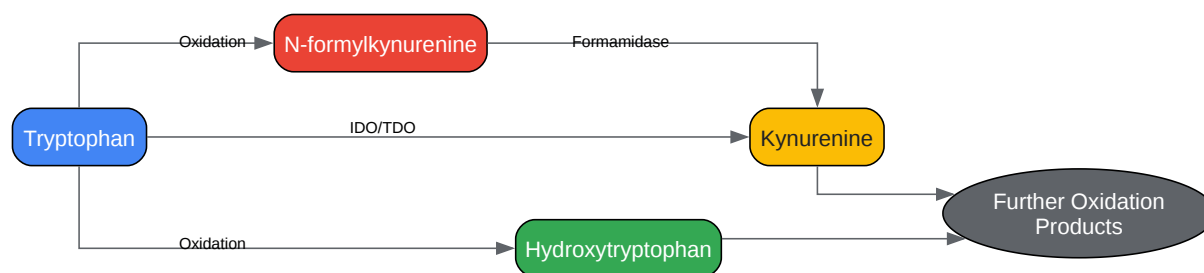 Oxidation
N-formylkynurenine
Formamidase
Tryptophan
IDO/TDO
Kynurenine
Further Oxidation
Products
Oxidation
Hydroxytryptophan